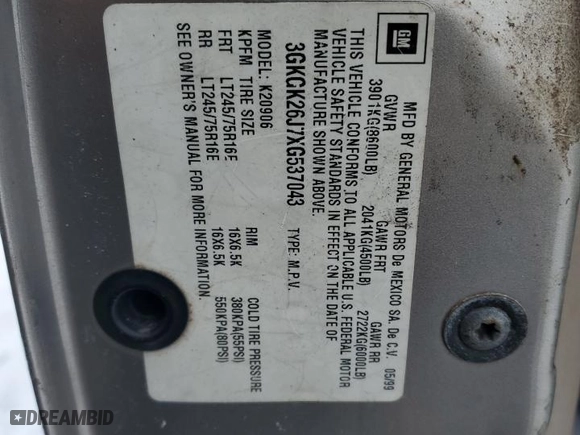 GM
MFD BY GENERAL MOTORS De MEXICO SA. De C.V. 05/99
GVWR GAWR FRT GAWR RR
3901KG(8600LB) 2041KG(4500LB) 2722KG(6000LB)
THIS VEHICLE CONFORMS TO ALL APPLICABLE U.S. FEDERAL MOTOR
VEHICLE SAFETY STANDARDS IN EFFECT ON THE DATE OF
MANUFACTURE SHOWN ABOVE.
3GKGK26J7XG537043 TYPE: M.P.V.
MODEL: K20906
KPFM TIRE SIZE RIM COLD TIRE PRESSURE
FRT LT245/75R16E 16X6.5K 380KPA(55PSI)
RR LT245/75R16E 16X6.5K 550KPA(80PSI)
SEE OWNER'S MANUAL FOR MORE INFORMATION.
DREAMBID